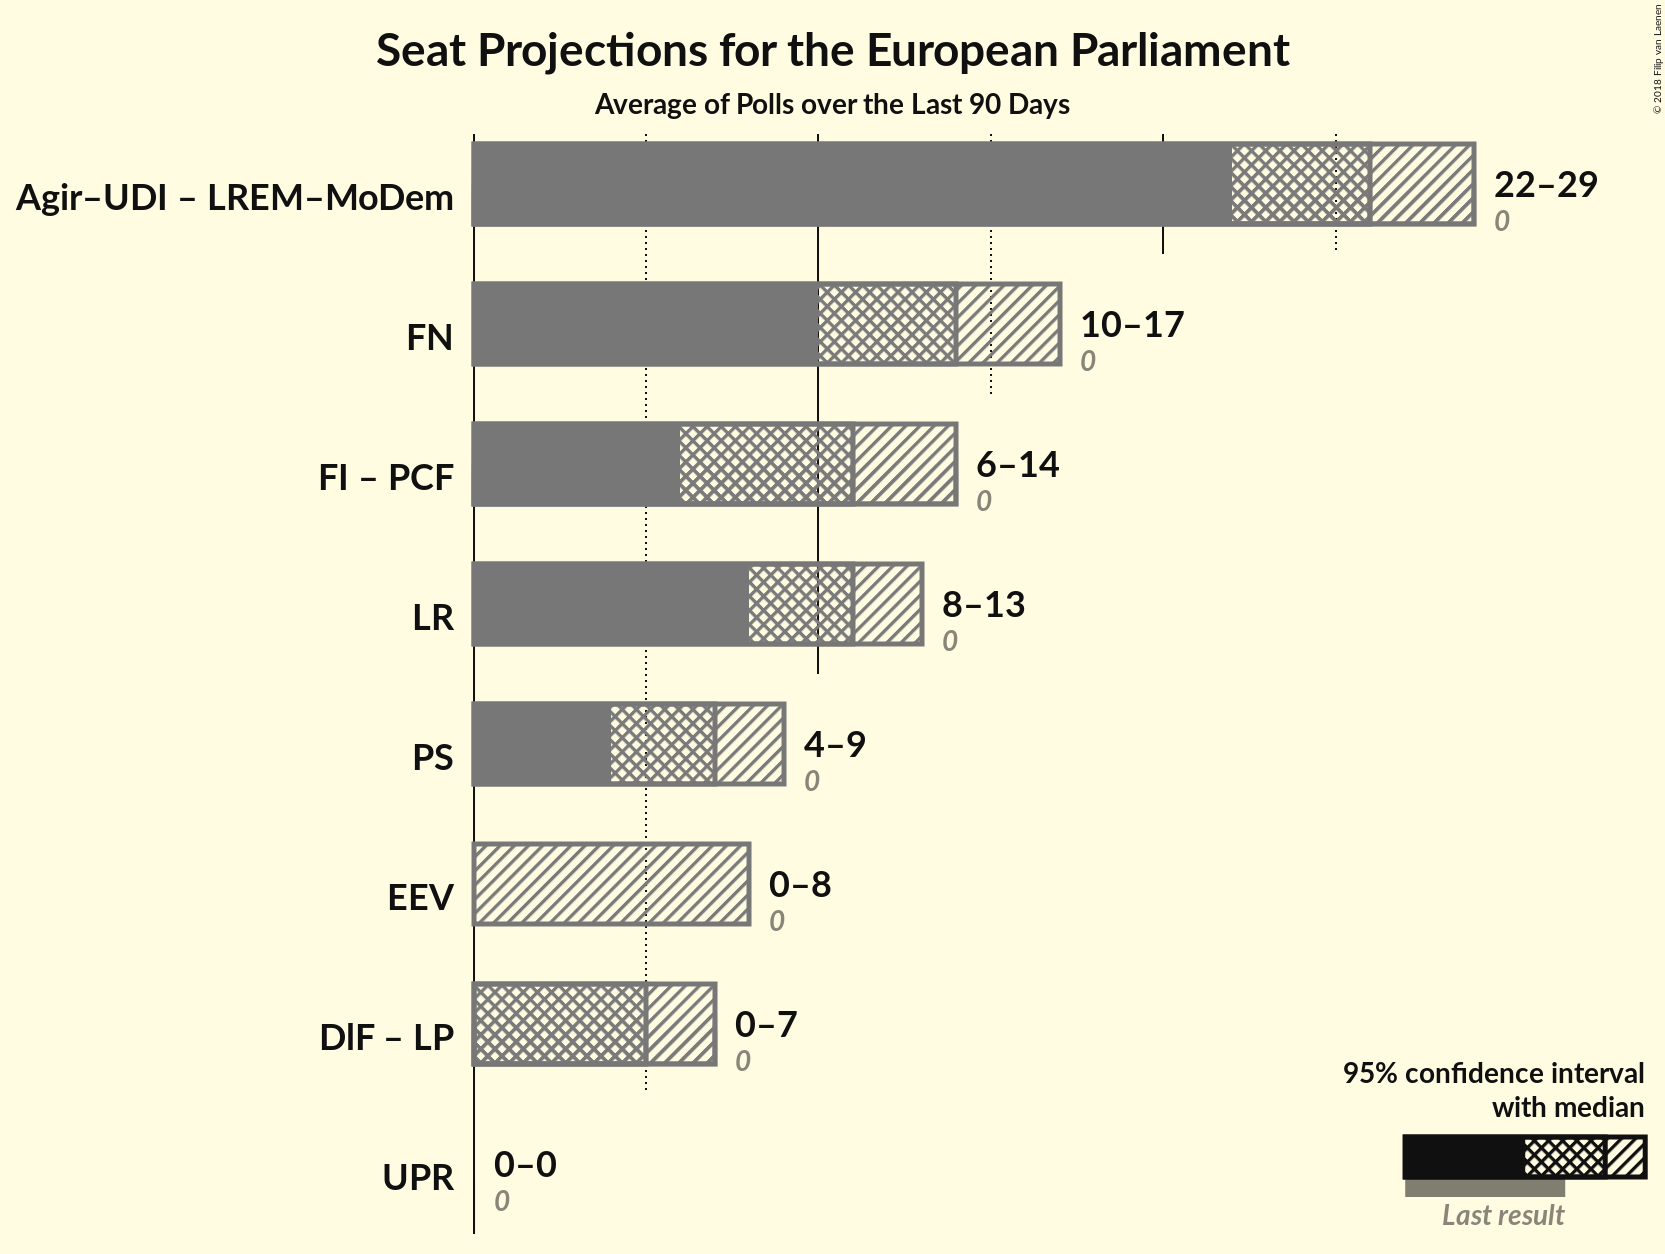 Seat Projections for the European Parliament
Average of Polls over the Last 90 Days
© 2018 Filip van Laenen
Agir–UDI – LREM–MoDem
22–29
0
FN
10–17
0
FI – PCF
6–14
0
LR
8–13
0
PS
4–9
0
EEV
0–8
0
DlF – LP
0–7
0
UPR
0–0
0
95% confidence interval
with median
Last result